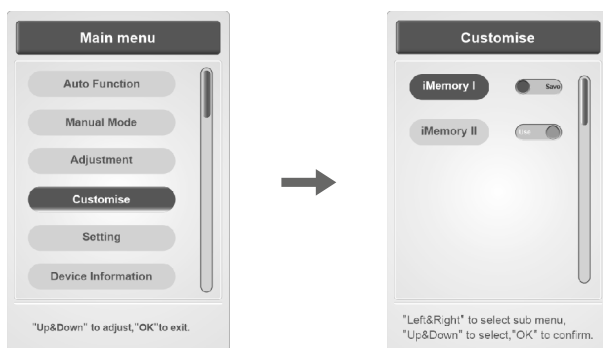 Main menu
Auto Function
Manual Mode
Adjustment
Customise
Setting
Device Information
"Up&Down" to adjust,"OK"to exit.
Customise
iMemory I
Save
iMemory II
Use
"Left&Right" to select sub menu,
"Up&Down" to select,"OK" to confirm.